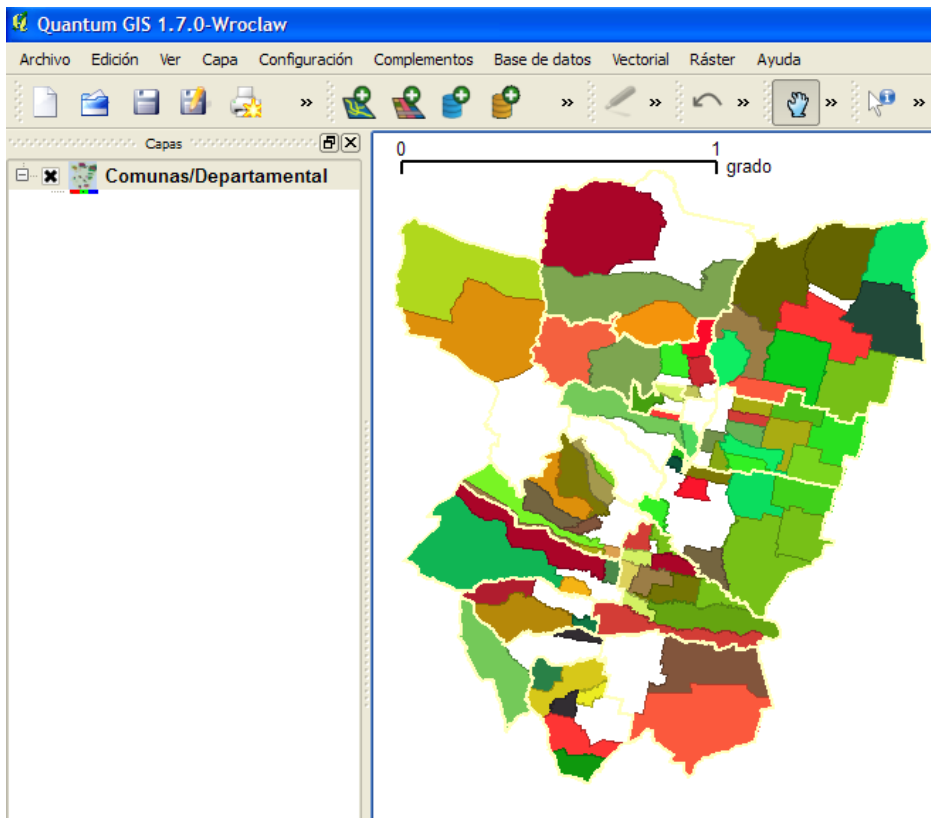 Quantum GIS 1.7.0-Wroclaw
Archivo Edición Ver Capa Configuración Complementos Base de datos Vectorial Ráster Ayuda
» » » » » »
Capas
Comunas/Departamental
0 1
grado